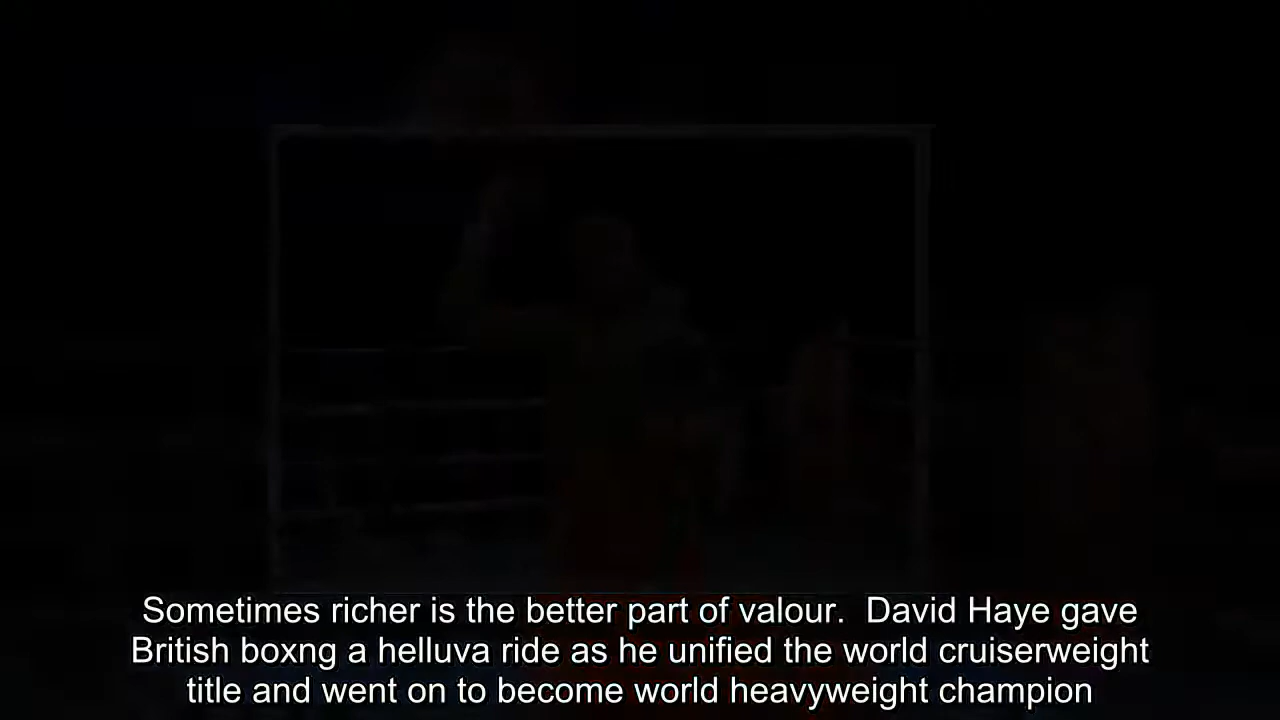 Sometimes richer is the better part of valour.  David Haye gave
British boxng a helluva ride as he unified the world cruiserweight
title and went on to become world heavyweight champion